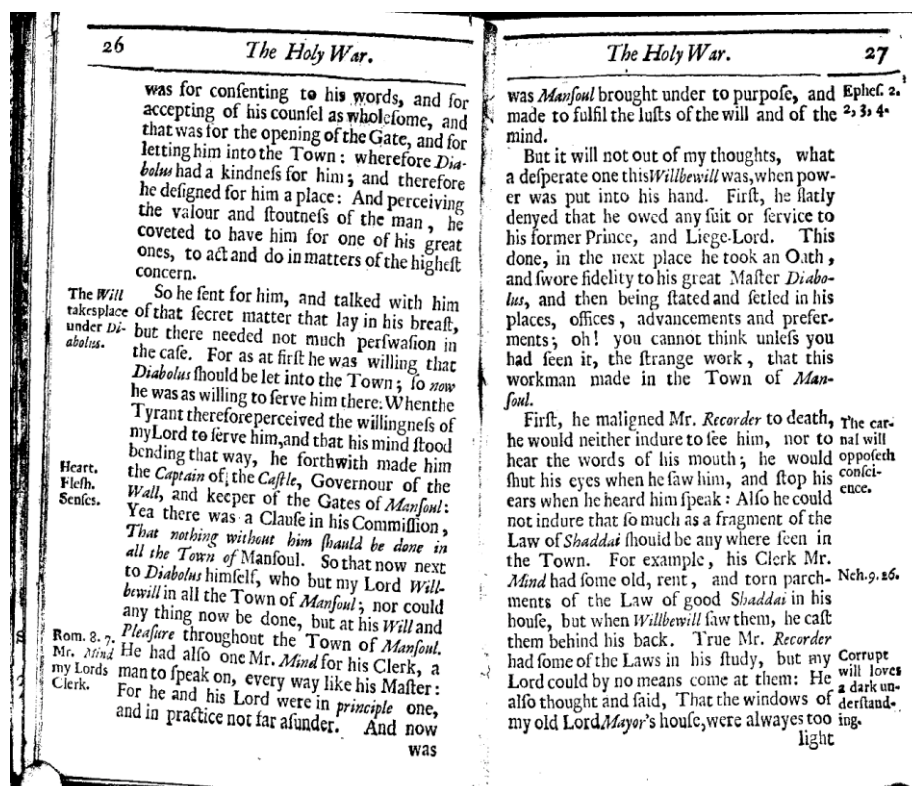 26 The Holy War.
was for conſenting to his words, and for
accepting of his counſel as wholeſome, and
that was for the opening of the Gate, and for
letting him into the Town: wherefore Dia-
bolus had a kindneſs for him; and therefore
he deſigned for him a place: And perceiving
the valour and ſtoutneſs of the man, he
coveted to have him for one of his great
ones, to act and do in matters of the higheſt
concern.
So he ſent for him, and talked with him
of that ſecret matter that lay in his breaſt,
but there needed not much perſwaſion in
the caſe. For as at firſt he was willing that
Diabolus ſhould be let into the Town; ſo now
he was as willing to ſerve him there: When the
Tyrant therefore perceived the willingneſs of
my Lord to ſerve him, and that his mind ſtood
bending that way, he forthwith made him
the Captain of the Caſtle, Governour of the
Wall, and keeper of the Gates of Manſoul:
Yea there was a Clauſe in his Commiſſion,
That nothing without him ſhauld be done in
all the Town of Manſoul. So that now next
to Diabolus himſelf, who but my Lord Will-
bewill in all the Town of Manſoul; nor could
any thing now be done, but at his Will and
Pleaſure throughout the Town of Manſoul.
He had alſo one Mr. Mind for his Clerk, a
man to ſpeak on, every way like his Maſter:
For he and his Lord were in principle one,
and in practice not far aſunder. And now
was
The Will
takesplace
under Di-
abolus.
Heart.
Fleſh.
Senſes.
Rom. 8. 7.
Mr. Mind
my Lords
Clerk.
The Holy War. 27
was Manſoul brought under to purpoſe, and
made to fulfil the luſts of the will and of the
mind.
But it will not out of my thoughts, what
a deſperate one this Willbewill was, when pow-
er was put into his hand. Firſt, he flatly
denyed that he owed any ſuit or ſervice to
his former Prince, and Liege-Lord. This
done, in the next place he took an Oath,
and ſwore fidelity to his great Maſter Diabo-
lus, and then being ſtated and ſetled in his
places, offices, advancements and prefer-
ments; oh! you cannot think unleſs you
had ſeen it, the ſtrange work, that this
workman made in the Town of Man-
ſoul.
Firſt, he maligned Mr. Recorder to death,
he would neither indure to ſee him, nor to
hear the words of his mouth; he would
ſhut his eyes when he ſaw him, and ſtop his
ears when he heard him ſpeak: Alſo he could
not indure that ſo much as a fragment of the
Law of Shaddai ſhould be any where ſeen in
the Town. For example, his Clerk Mr.
Mind had ſome old, rent, and torn parch-
ments of the Law of good Shaddai in his
houſe, but when Willbewill ſaw them, he caſt
them behind his back. True Mr. Recorder
had ſome of the Laws in his ſtudy, but my
Lord could by no means come at them: He
alſo thought and ſaid, That the windows of
my old Lord Mayor's houſe, were alwayes too
light
Epheſ. 2.
2, 3, 4.
The car-
nal will
oppoſeth
conſci-
ence.
Neh. 9. 26.
Corrupt
will loves
a dark un-
derſtand-
ing.